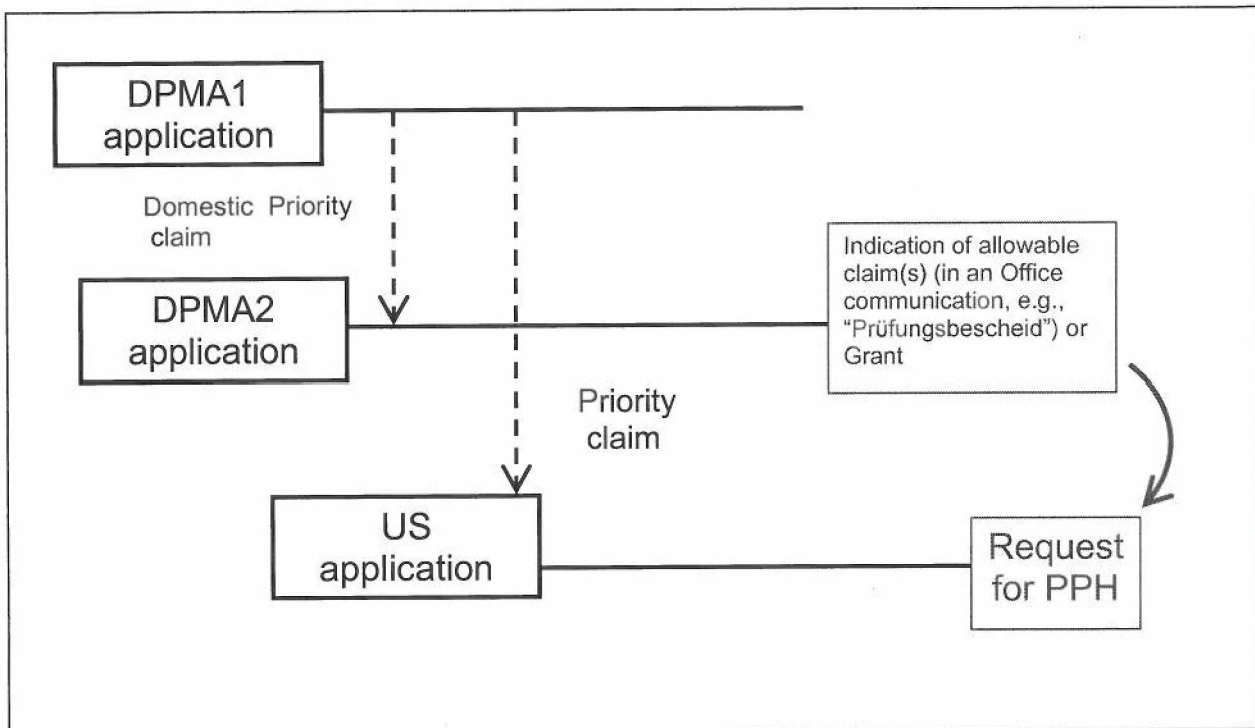 DPMA1
application
Domestic Priority
claim
DPMA2
application
Indication of allowable
claim(s) (in an Office
communication, e.g.,
“Prüfungsbescheid”) or
Grant
Priority
claim
US
application
Request
for PPH